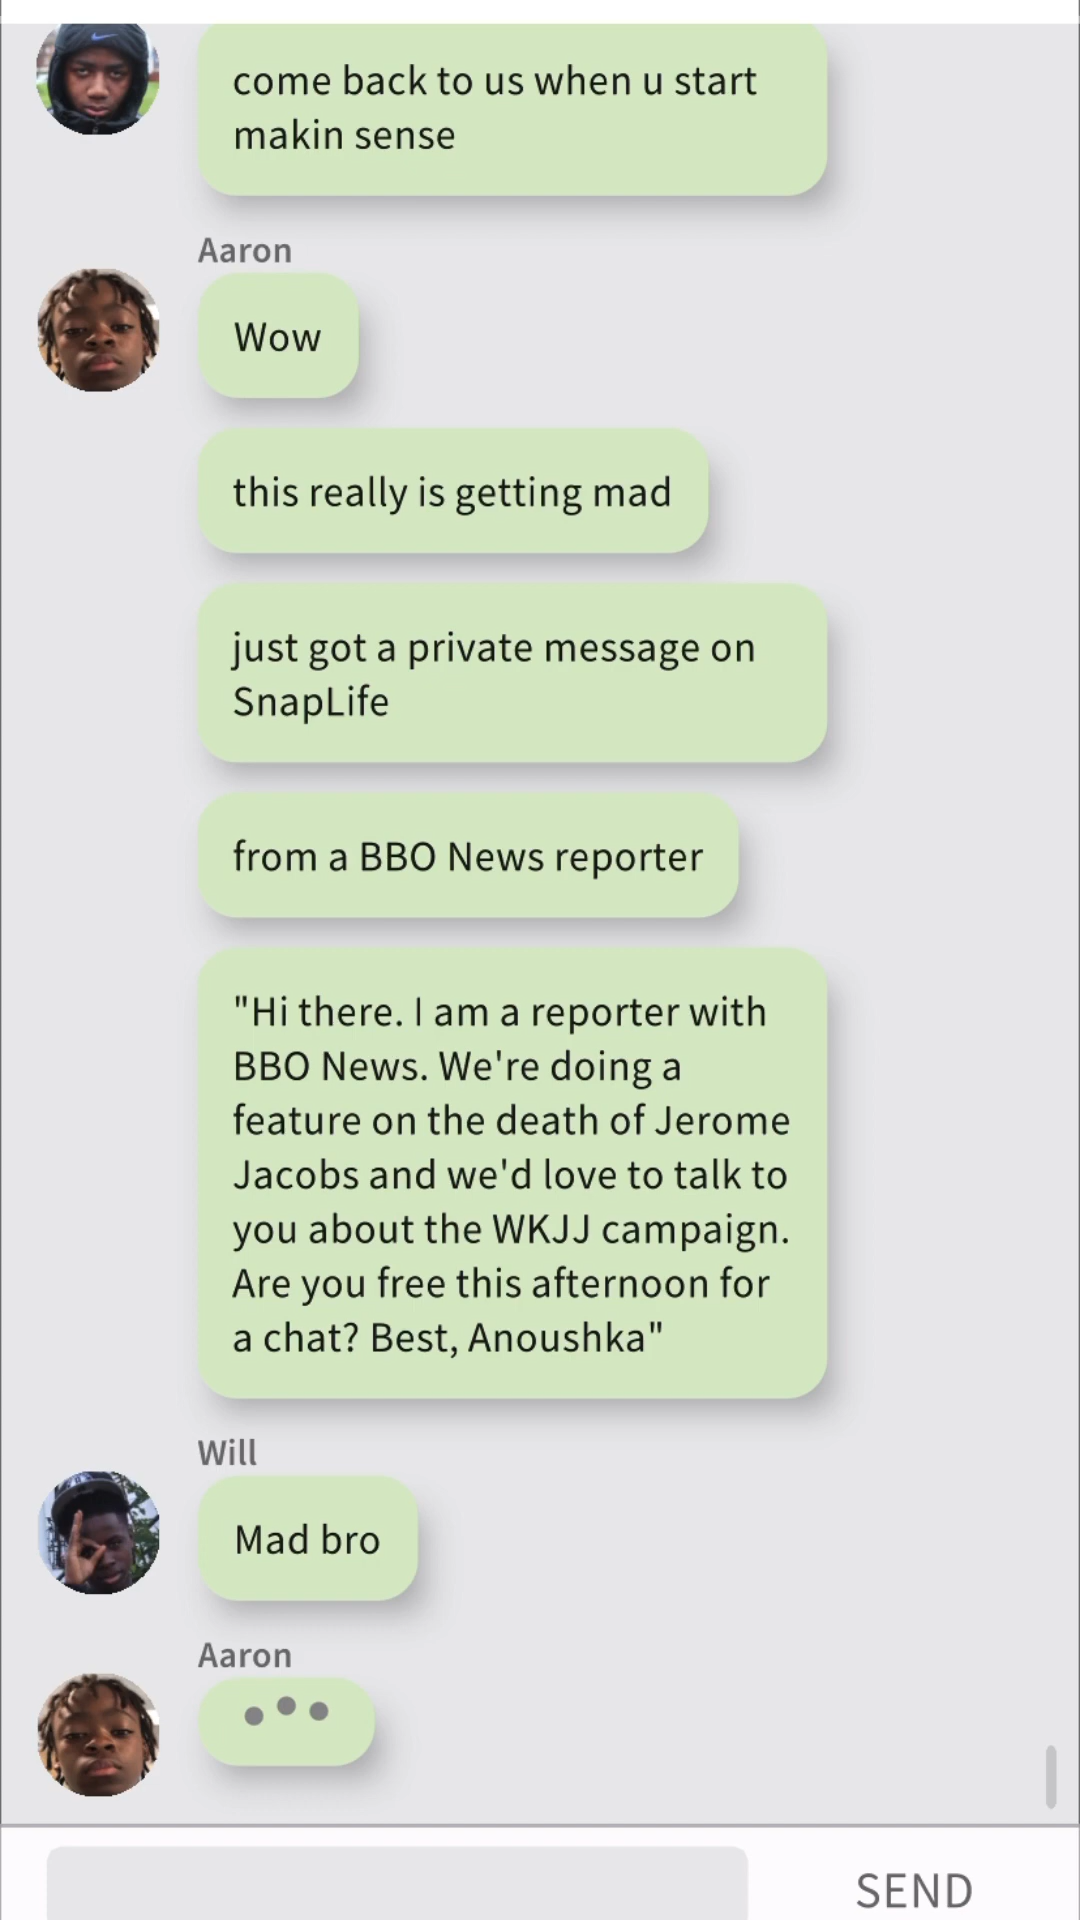 come back to us when u start
makin sense
Aaron
Wow
this really is getting mad
just got a private message on
SnapLife
from a BBO News reporter
"Hi there. I am a reporter with
BBO News. We're doing a
feature on the death of Jerome
Jacobs and we'd love to talk to
you about the WKJJ campaign.
Are you free this afternoon for
a chat? Best, Anoushka"
Will
Mad bro
Aaron
SEND